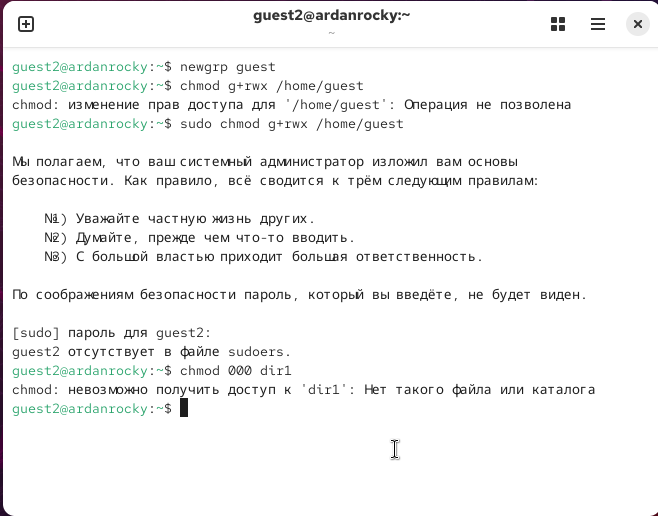 guest2@ardanrocky:~
~
guest2@ardanrocky:~$ newgrp guest
guest2@ardanrocky:~$ chmod g+rwx /home/guest
chmod: изменение прав доступа для '/home/guest': Операция не позволена
guest2@ardanrocky:~$ sudo chmod g+rwx /home/guest
Мы полагаем, что ваш системный администратор изложил вам основы
безопасности. Как правило, всё сводится к трём следующим правилам:
№1) Уважайте частную жизнь других.
№2) Думайте, прежде чем что-то вводить.
№3) С большой властью приходит большая ответственность.
По соображениям безопасности пароль, который вы введёте, не будет виден.
[sudo] пароль для guest2:
guest2 отсутствует в файле sudoers.
guest2@ardanrocky:~$ chmod 000 dir1
chmod: невозможно получить доступ к 'dir1': Нет такого файла или каталога
guest2@ardanrocky:~$